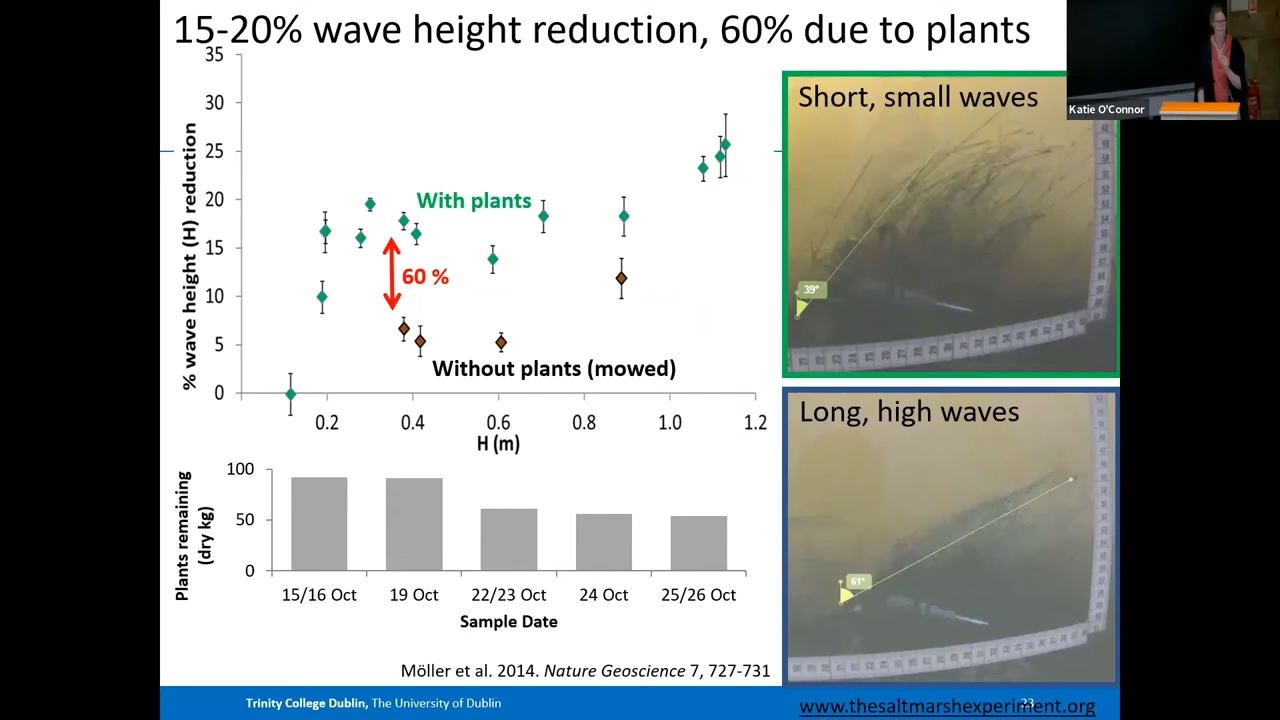 15-20% wave height reduction, 60% due to plants
Katie O'Connor
% wave height (H) reduction
35
30
25
20
15
10
5
0
With plants
60 %
Without plants (mowed)
0.2
0.4
0.6
0.8
1.0
1.2
H (m)
Short, small waves
39°
Long, high waves
61°
Plants remaining
(dry kg)
100
50
0
15/16 Oct
19 Oct
22/23 Oct
24 Oct
25/26 Oct
Sample Date
Möller et al. 2014. Nature Geoscience 7, 727-731
Trinity College Dublin, The University of Dublin
23
www.thesaltmarshexperiment.org